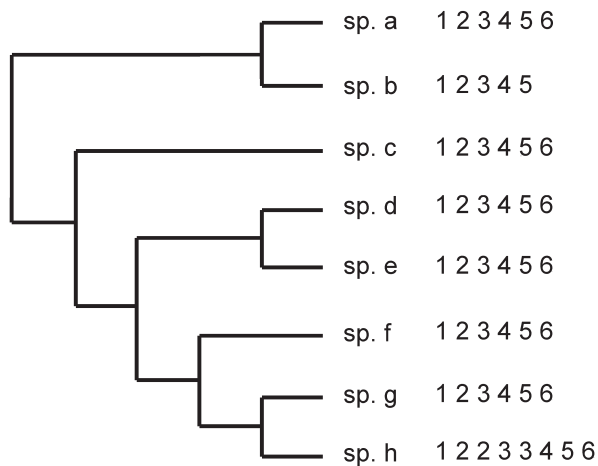 sp. a 1 2 3 4 5 6
sp. b 1 2 3 4 5
sp. c 1 2 3 4 5 6
sp. d 1 2 3 4 5 6
sp. e 1 2 3 4 5 6
sp. f 1 2 3 4 5 6
sp. g 1 2 3 4 5 6
sp. h 1 2 2 3 3 4 5 6